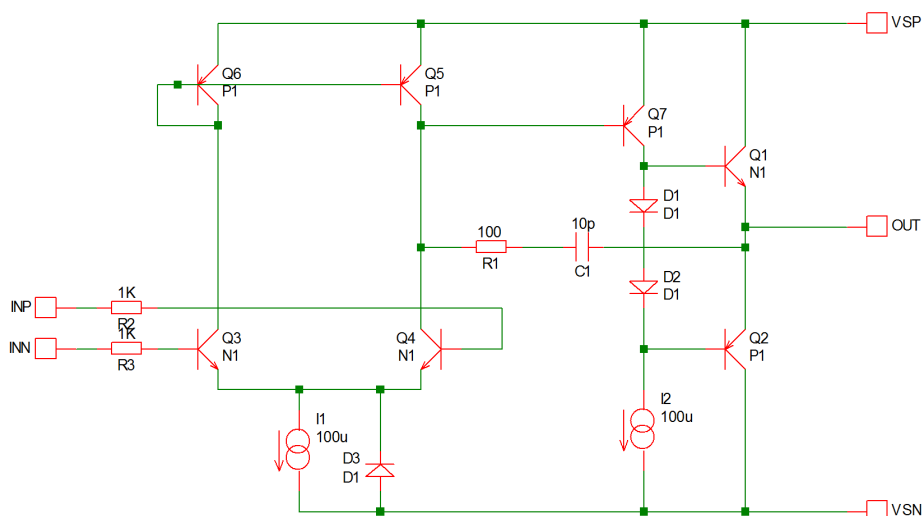 VSP
Q6
P1
Q5
P1
Q7
P1
Q1
N1
D1
D1
OUT
100
R1
10p
C1
D2
D1
INP
1K
R2
INN
1K
R3
Q3
N1
Q4
N1
Q2
P1
I1
100u
I2
100u
D3
D1
VSN